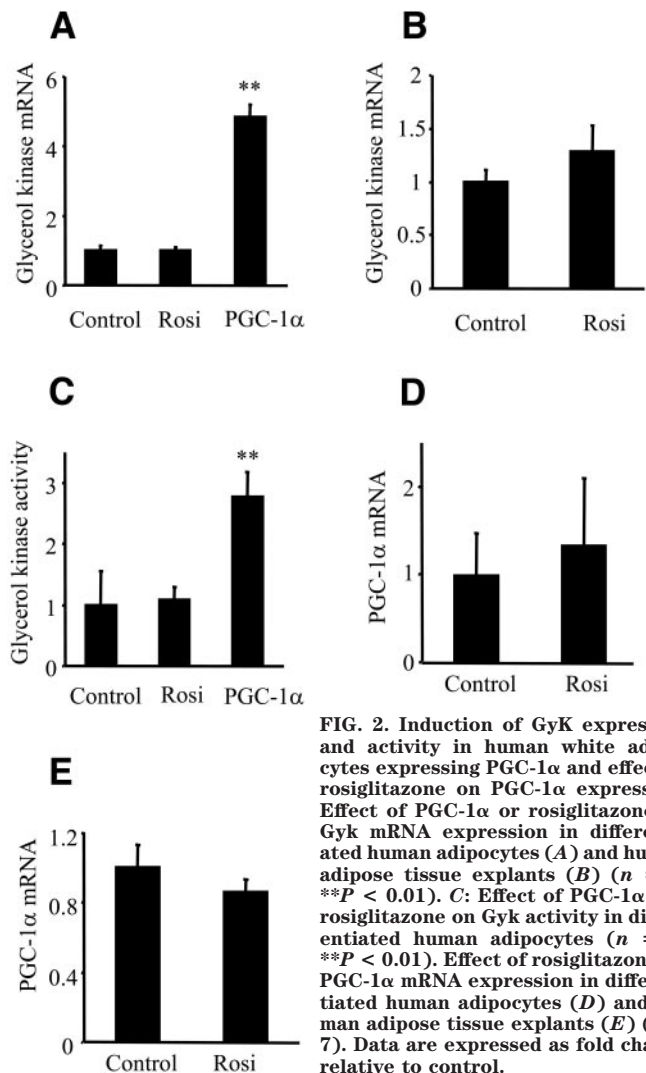 A
Glycerol kinase mRNA
6
4
2
0
**
Control Rosi PGC-1α
B
Glycerol kinase mRNA
2
1.5
1
0.5
0
Control Rosi
C
Glycerol kinase activity
3
2
1
0
**
Control Rosi PGC-1α
D
PGC-1α mRNA
2
1
0
Control Rosi
E
PGC-1α mRNA
1.2
0.8
0.4
0
Control Rosi
FIG. 2. Induction of GyK express
and activity in human white ad
cytes expressing PGC-1α and effec
rosiglitazone on PGC-1α express
Effect of PGC-1α or rosiglitazone
Gyk mRNA expression in differe
ated human adipocytes (A) and hu
adipose tissue explants (B) (n =
**P < 0.01). C: Effect of PGC-1α
rosiglitazone on Gyk activity in di
entiated human adipocytes (n =
**P < 0.01). Effect of rosiglitazon
PGC-1α mRNA expression in diffe
tiated human adipocytes (D) and
man adipose tissue explants (E) (
7). Data are expressed as fold cha
relative to control.